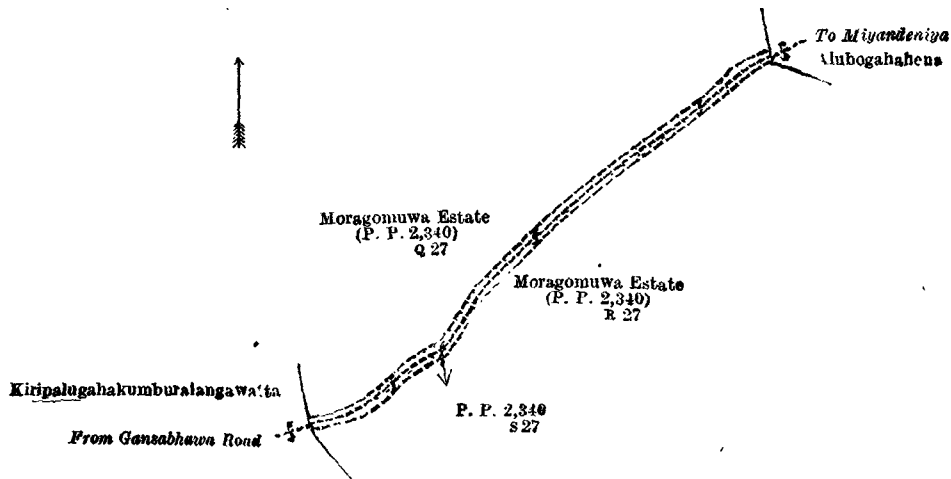 To Miyandeniya
Alubogahahena
Moragomuwa Estate
(P. P. 2,340)
Q 27
Moragomuwa Estate
(P. P. 2,340)
R 27
Kiripalugahakumburalangawatta
P. P. 2,340
S 27
From Gansabhawa Road